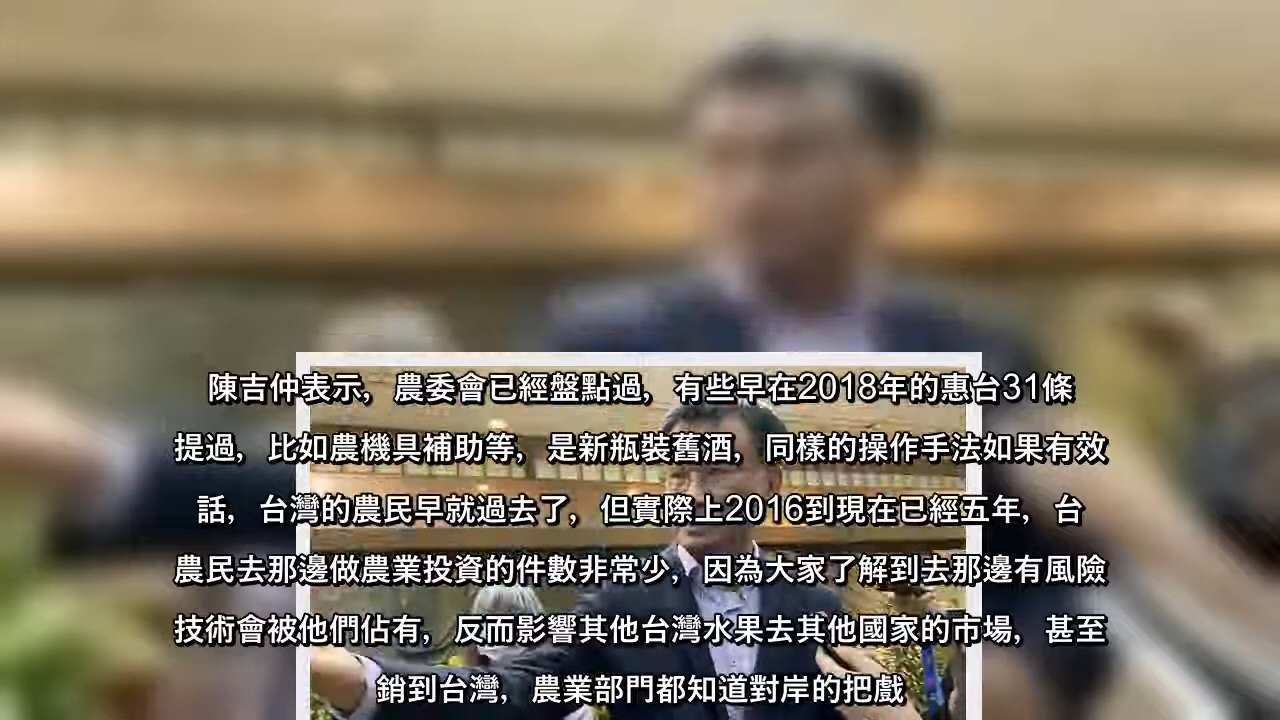 陳吉仲表示，農委會已經盤點過，有些早在2018年的惠台31條
提過，比如農機具補助等，是新瓶裝舊酒，同樣的操作手法如果有效
話，台灣的農民早就過去了，但實際上2016到現在已經五年，台
農民去那邊做農業投資的件數非常少，因為大家了解到去那邊有風險
技術會被他們佔有，反而影響其他台灣水果去其他國家的市場，甚至
銷到台灣，農業部門都知道對岸的把戲